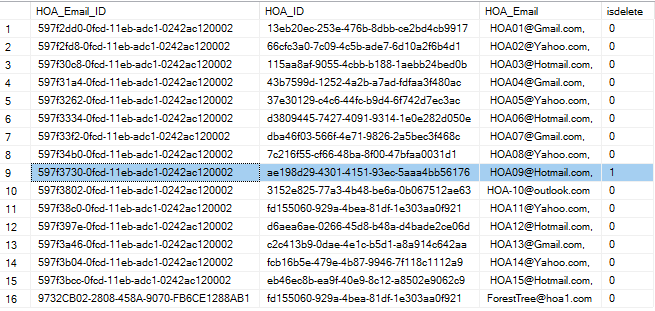 HOA_Email_ID HOA_ID HOA_Email isdelete
1 597f2dd0-0fcd-11eb-adc1-0242ac120002 13eb20ec-253e-476b-8dbb-ce2bd4cb9917 HOA01@Gmail.com, 0
2 597f2fd8-0fcd-11eb-adc1-0242ac120002 66cfc3a0-7c09-4c5b-ade7-6d10a2f6b4d1 HOA02@Yahoo.com, 0
3 597f30c8-0fcd-11eb-adc1-0242ac120002 115aa8af-9055-4cbb-b188-1aebb24bed0b HOA03@Hotmail.com, 0
4 597f31a4-0fcd-11eb-adc1-0242ac120002 43b7599d-1252-4a2b-a7ad-fdfaa3f480ac HOA04@Gmail.com, 0
5 597f3262-0fcd-11eb-adc1-0242ac120002 37e30129-c4c6-44fc-b9d4-6f742d7ec3ac HOA05@Yahoo.com, 0
6 597f3334-0fcd-11eb-adc1-0242ac120002 d3809445-7427-4091-9314-1e0e282d050e HOA06@Hotmail.com, 0
7 597f33f2-0fcd-11eb-adc1-0242ac120002 dba46f03-566f-4e71-9826-2a5bec3f468c HOA07@Gmail.com, 0
8 597f34b0-0fcd-11eb-adc1-0242ac120002 7c216f55-cf66-48ba-8f00-47bfaa0031d1 HOA08@Yahoo.com, 0
9 597f3730-0fcd-11eb-adc1-0242ac120002 ae198d29-4301-4151-93ec-5aaa4bb56176 HOA09@Hotmail.com, 1
10 597f3802-0fcd-11eb-adc1-0242ac120002 3152e825-77a3-4b48-be6a-0b067512ae63 HOA-10@outlook.com 0
11 597f38c0-0fcd-11eb-adc1-0242ac120002 fd155060-929a-4bea-81df-1e303aa0f921 HOA11@Yahoo.com, 0
12 597f397e-0fcd-11eb-adc1-0242ac120002 d6aea6ae-0266-45d8-b48a-d4bade2ce06d HOA12@Hotmail.com, 0
13 597f3a46-0fcd-11eb-adc1-0242ac120002 c2c413b9-0dae-4e1c-b5d1-a8a914c642aa HOA13@Gmail.com, 0
14 597f3b04-0fcd-11eb-adc1-0242ac120002 fcb16b5e-479e-4b87-9946-7f118c1112a9 HOA14@Yahoo.com, 0
15 597f3bcc-0fcd-11eb-adc1-0242ac120002 eb46ec8b-ea9f-40e9-8c12-a8502e9062c9 HOA15@Hotmail.com, 0
16 9732CB02-2808-458A-9070-FB6CE1288AB1 fd155060-929a-4bea-81df-1e303aa0f921 ForestTree@hoa1.com 0